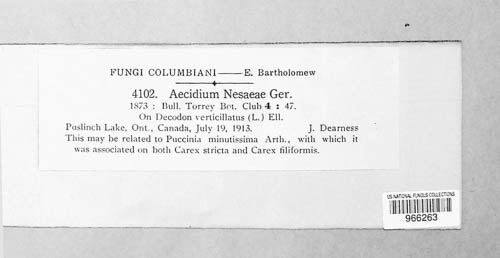 FUNGI COLUMBIANI——E. Bartholomew
4102. Aecidium Nesaeae Ger.
1873 : Bull. Torrey Bot. Club 4 : 47.
On Decodon verticillatus (L.) Ell.
Puslinch Lake, Ont., Canada, July 19, 1913. J. Dearness
This may be related to Puccinia minutissima Arth., with which it
was associated on both Carex stricta and Carex filiformis.
US NATIONAL FUNGUS COLLECTIONS
966263